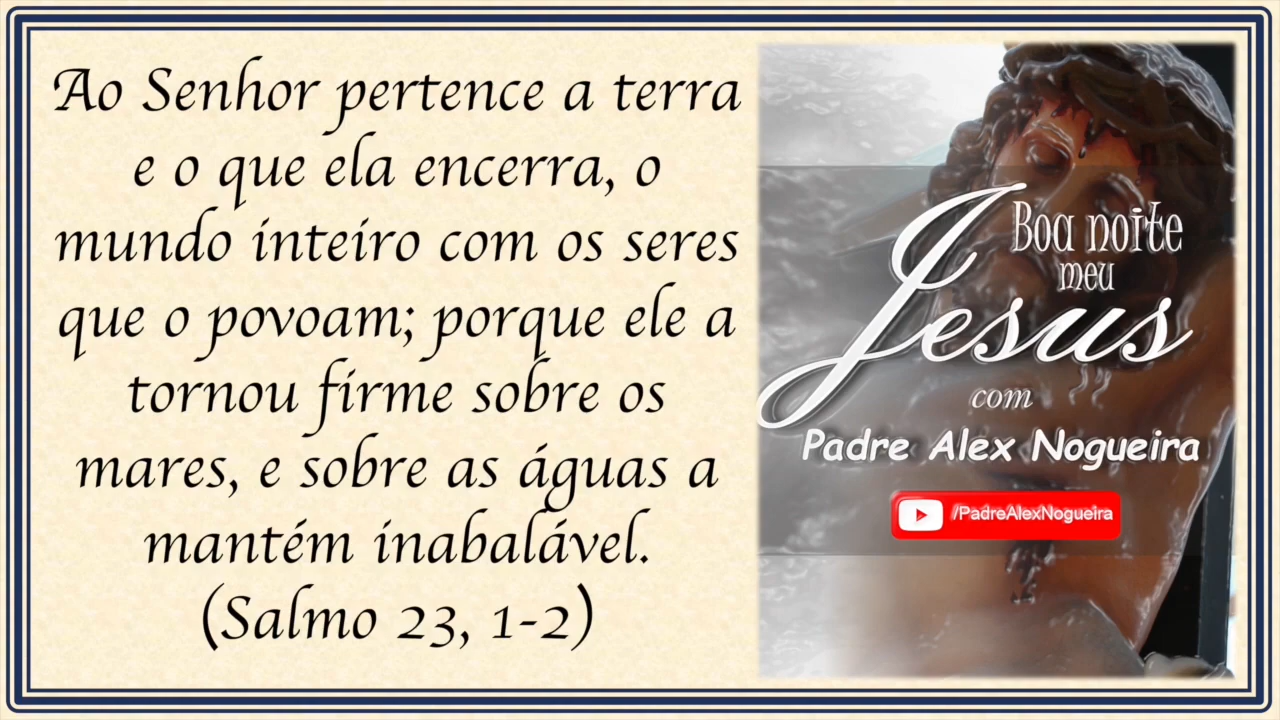 Ao Senhor pertence a terra
e o que ela encerra, o
mundo inteiro com os seres
que o povoam; porque ele a
tornou firme sobre os
mares, e sobre as águas a
mantém inabalável.
(Salmo 23, 1-2)
Boa noite
meu
Jesus
com
Padre Alex Nogueira
/PadreAlexNogueira